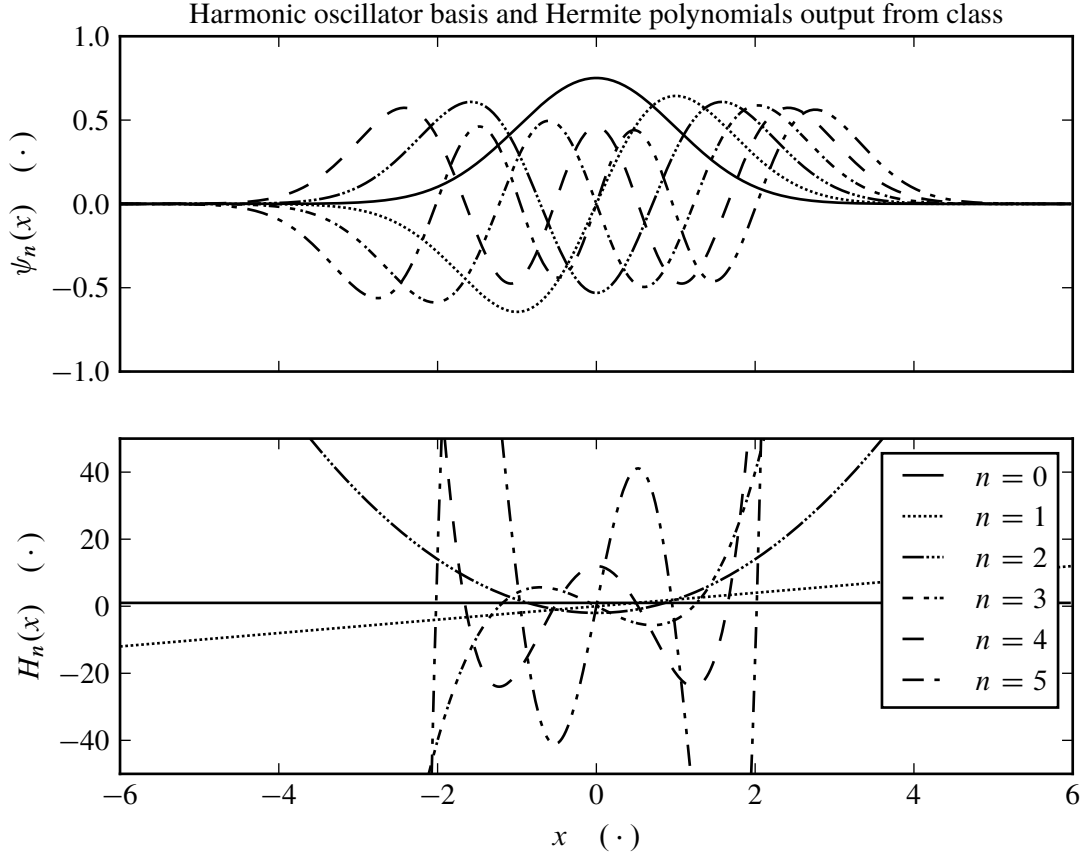 Harmonic oscillator basis and Hermite polynomials output from class
1.0
0.5
0.0
−0.5
−1.0
ψₙ(x) (·)
40
20
0
−20
−40
Hₙ(x) (·)
n = 0
n = 1
n = 2
n = 3
n = 4
n = 5
−6 −4 −2 0 2 4 6
x (·)